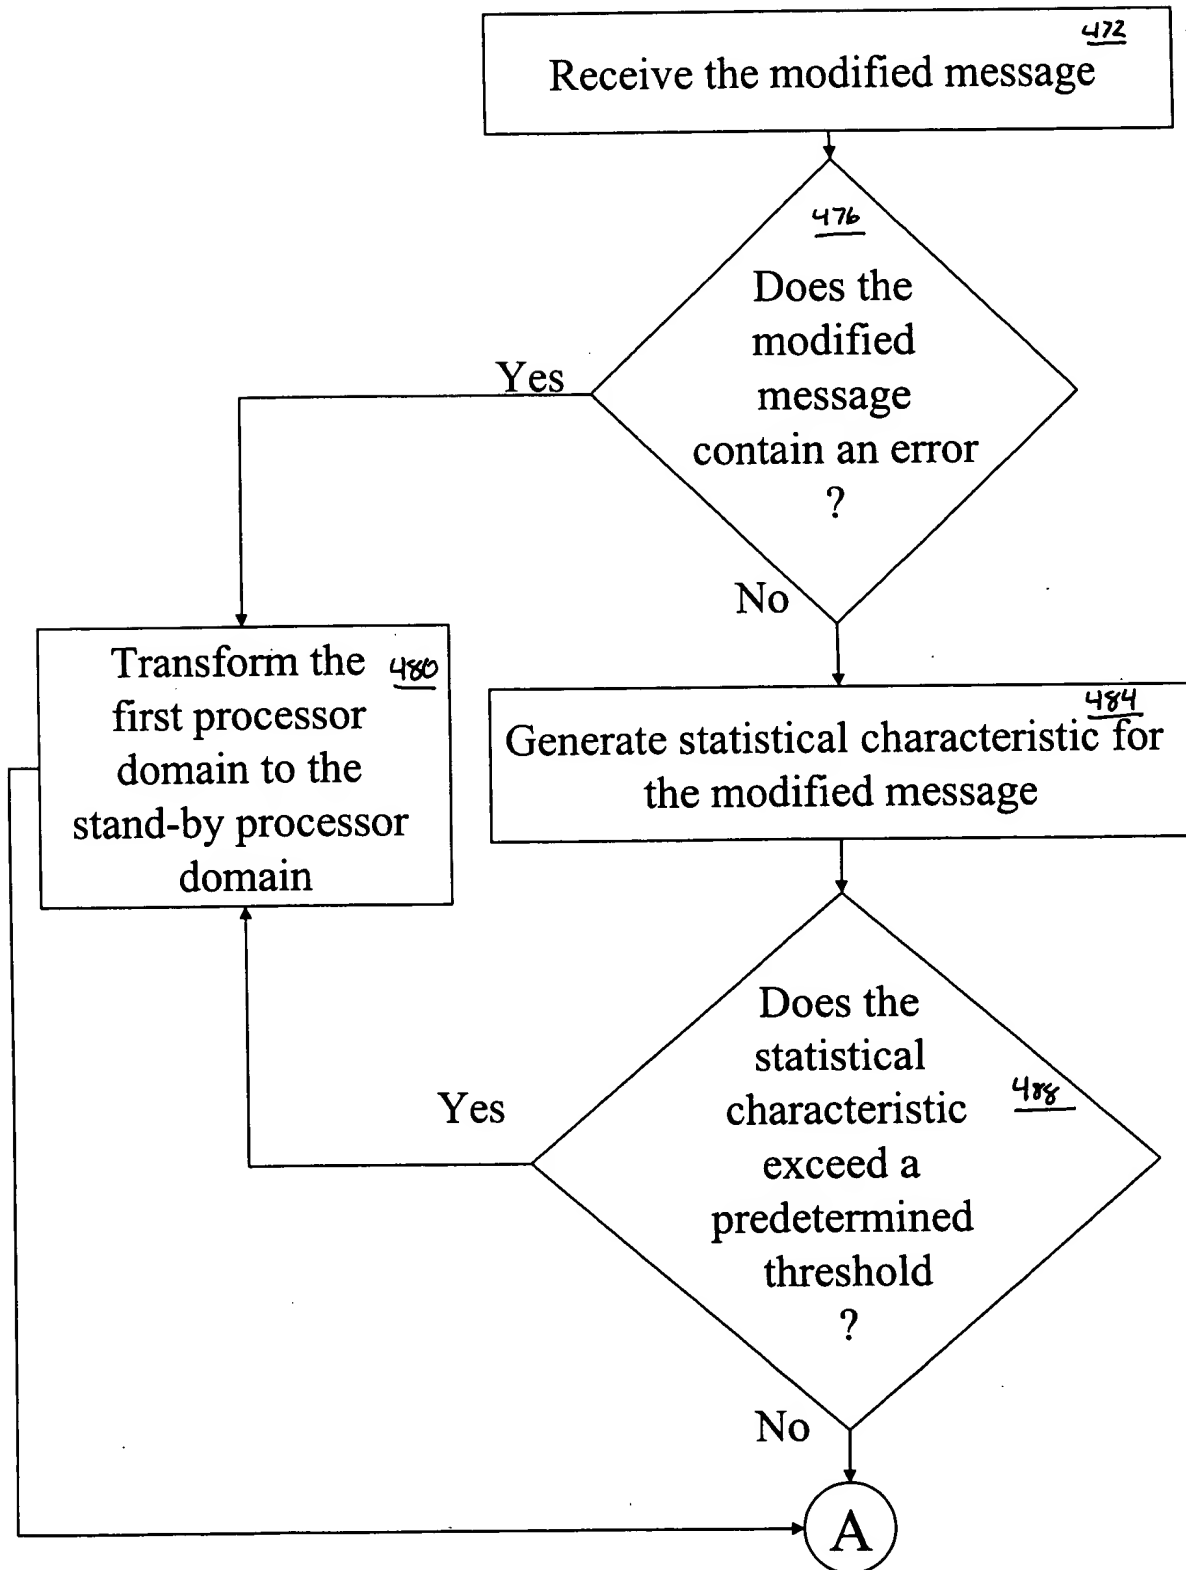 472
Receive the modified message
476
Does the
modified
message
contain an error
?
Yes
No
Transform the 480
first processor
domain to the
stand-by processor
domain
484
Generate statistical characteristic for
the modified message
Does the
statistical
characteristic 488
exceed a
predetermined
threshold
?
Yes
No
A